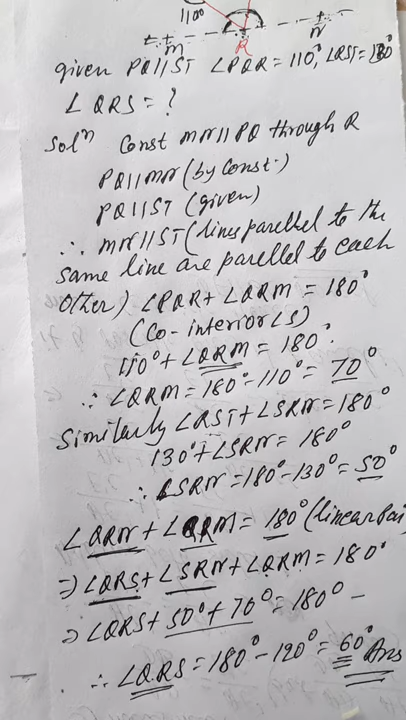 110°
m
R
N
given PQ||ST ∠PQR = 110°, ∠RST = 130°
∠QRS = ?
Solⁿ Const MN||PQ through R
PQ||MN (by Const.)
PQ||ST (given)
∴ MN||ST (lines parellel to the
same line are parellel to each
other) ∠PQR + ∠QRM = 180°
(Co-interior ∠S)
110° + ∠QRM = 180°
∴ ∠QRM = 180° - 110° = 70°
Similarly ∠RST + ∠SRN = 180°
130° + ∠SRN = 180°
∴ ∠SRN = 180° - 130° = 50°
∠QRN + ∠QRM = 180° (linear Pai
⇒ ∠QRS + ∠SRN + ∠QRM = 180°
⇒ ∠QRS + 50° + 70° = 180° -
∴ ∠QRS = 180° - 120° = 60° Ans